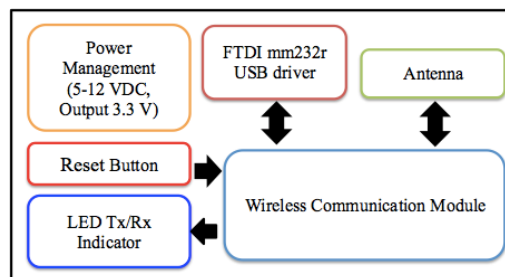 Power
Management
(5-12 VDC,
Output 3.3 V)
FTDI mm232r
USB driver
Antenna
Reset Button
LED Tx/Rx
Indicator
Wireless Communication Module